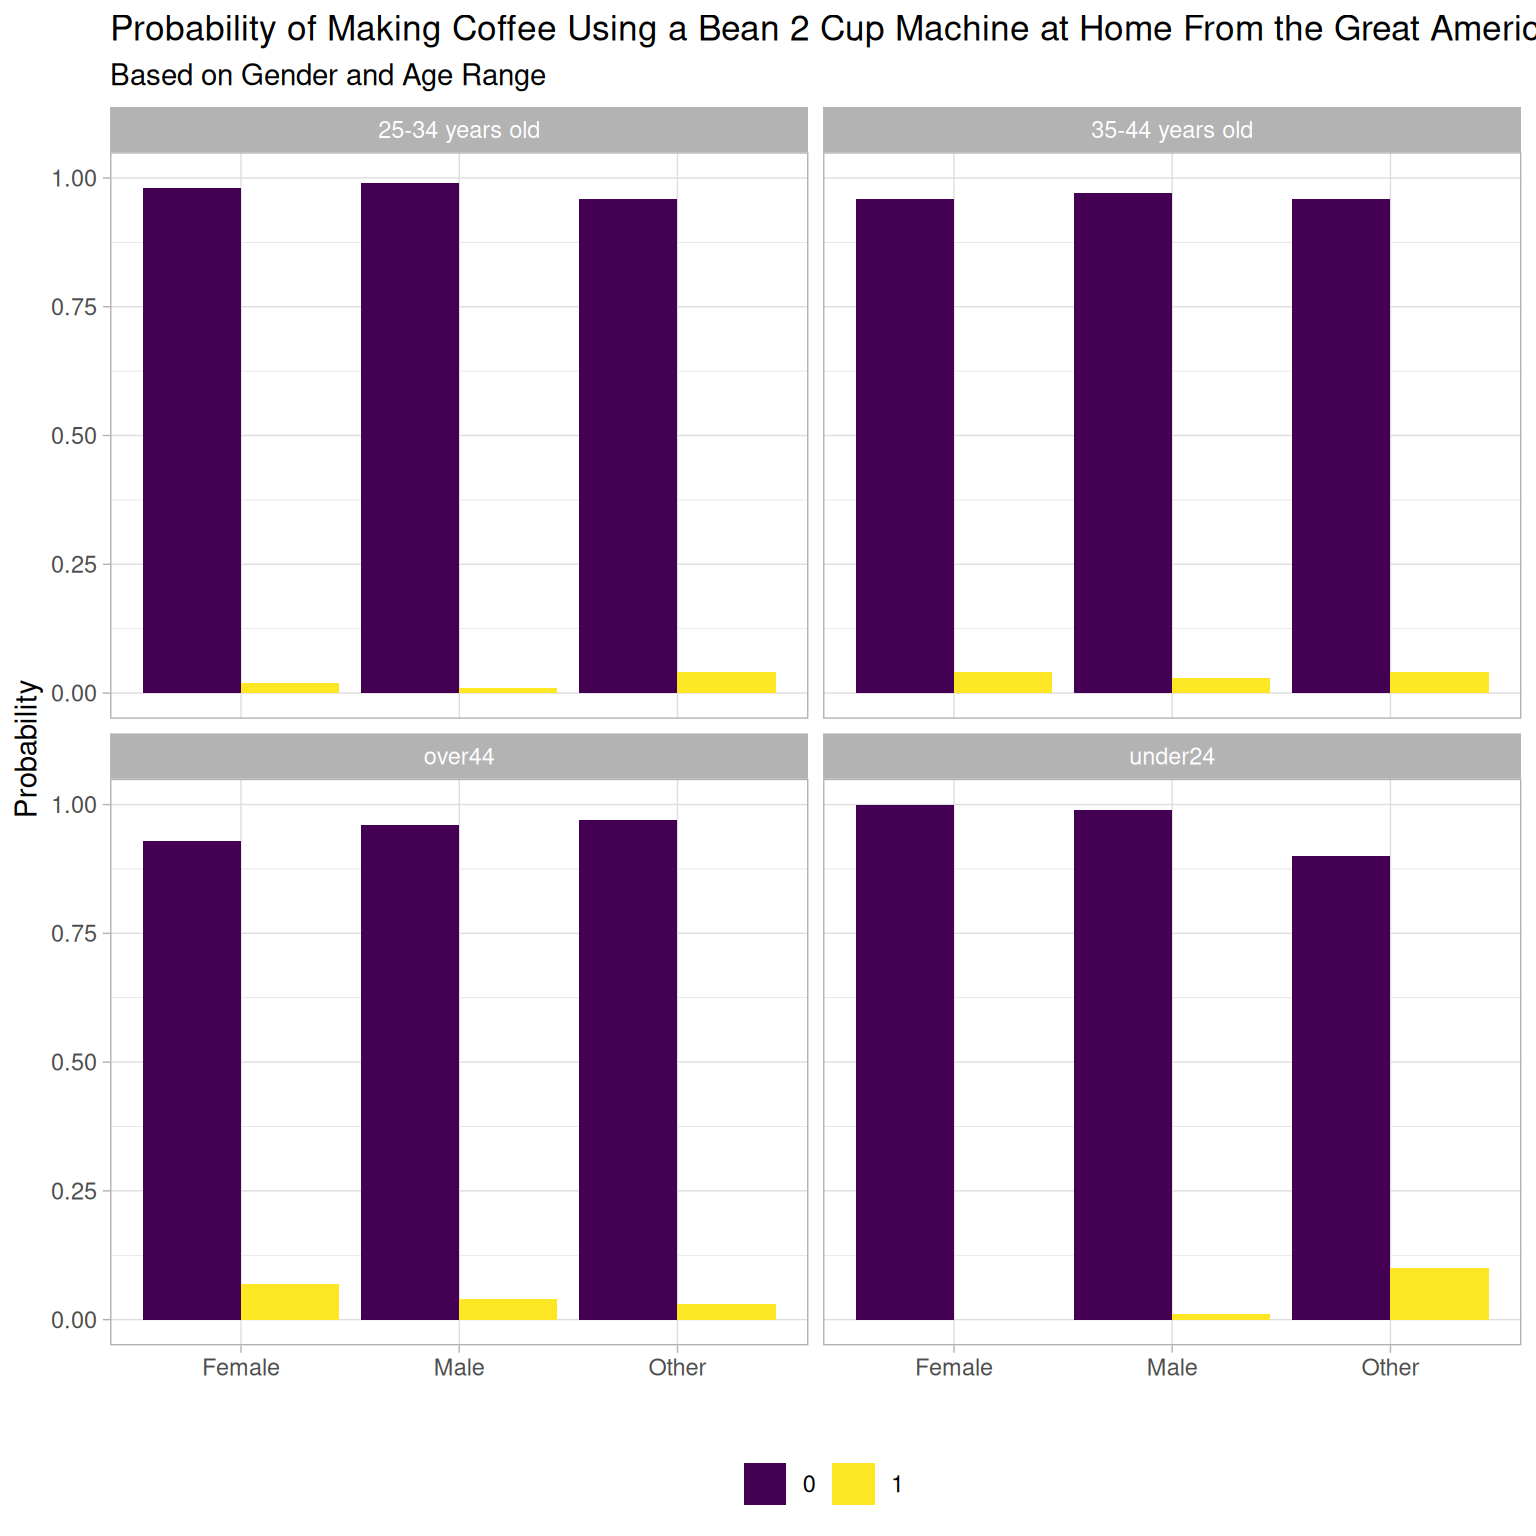 Probability of Making Coffee Using a Bean 2 Cup Machine at Home From the Great
Based on Gender and Age Range
25-34 years old
35-44 years old
1.00
0.75
0.50
0.25
0.00
Probability
over44
under24
1.00
0.75
0.50
0.25
0.00
Female Male Other
Female Male Other
0 1